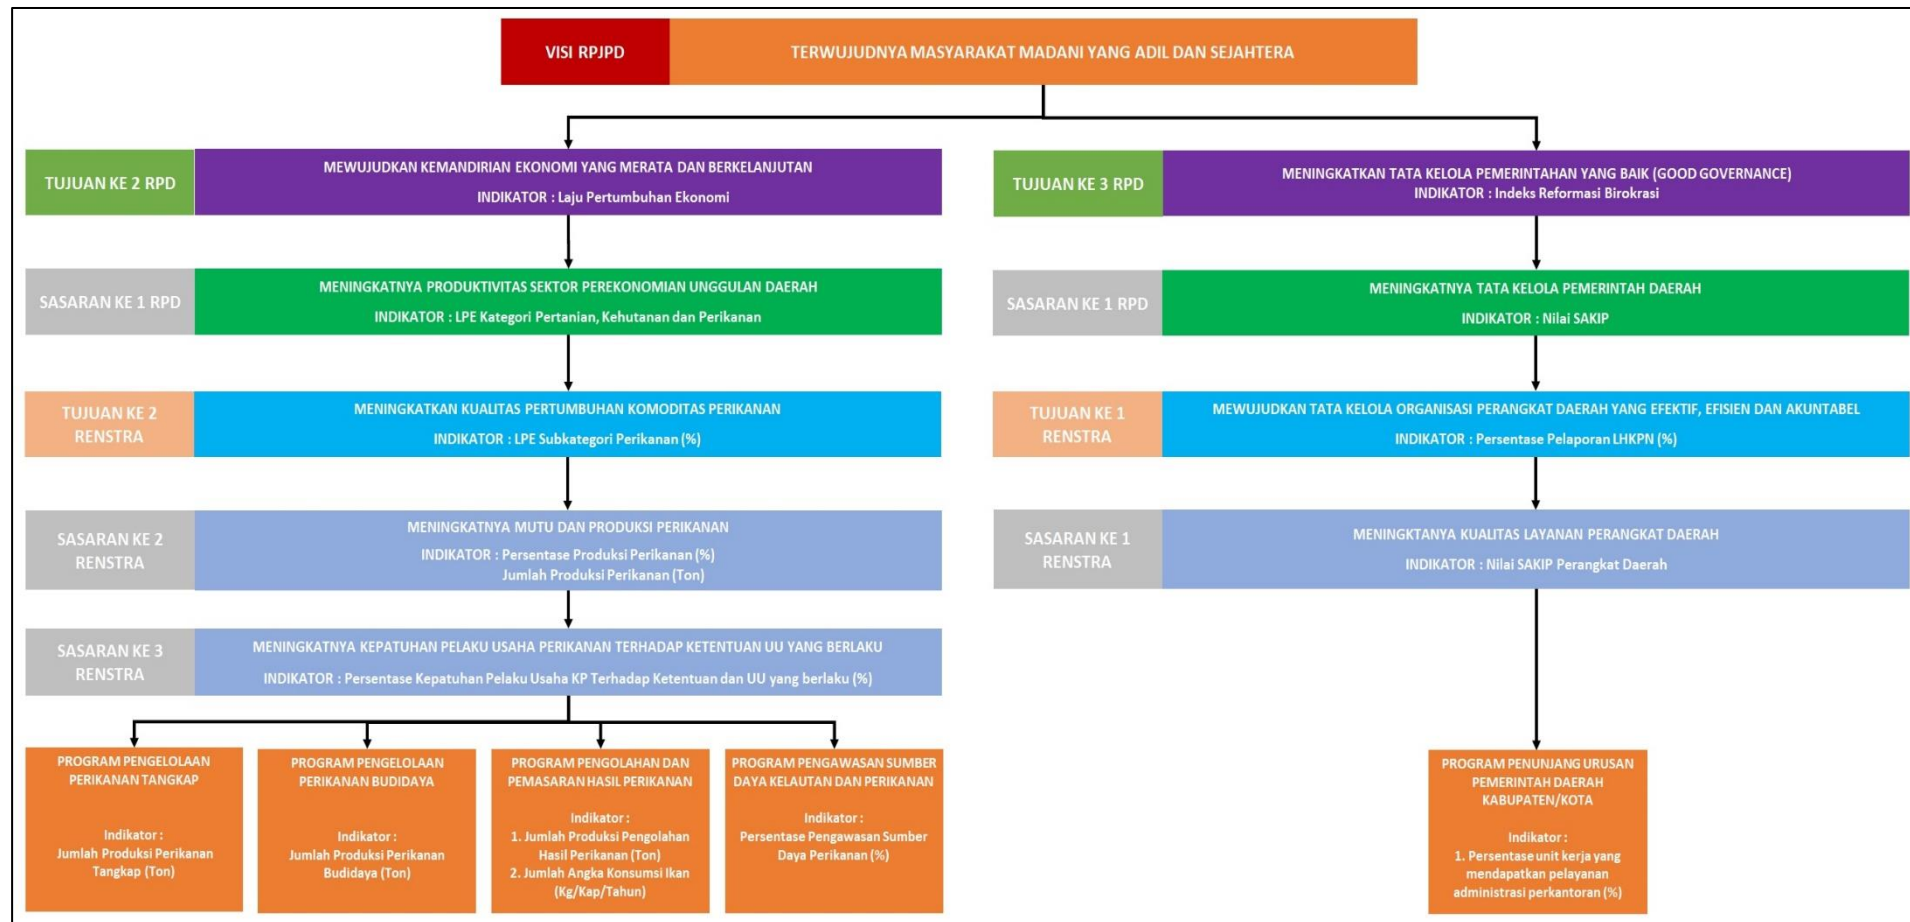 VISI RPJPD
TERWUJUDNYA MASYARAKAT MADANI YANG ADIL DAN SEJAHTERA
TUJUAN KE 2 RPD
MEWUJUDKAN KEMANDIRIAN EKONOMI YANG MERATA DAN BERKELANJUTAN
INDIKATOR : Laju Pertumbuhan Ekonomi
TUJUAN KE 3 RPD
MENINGKATKAN TATA KELOLA PEMERINTAHAN YANG BAIK (GOOD GOVERNANCE)
INDIKATOR : Indeks Reformasi Birokrasi
SASARAN KE 1 RPD
MENINGKATNYA PRODUKTIVITAS SEKTOR PEREKONOMIAN UNGGULAN DAERAH
INDIKATOR : LPE Kategori Pertanian, Kehutanan dan Perikanan
SASARAN KE 1 RPD
MENINGKATNYA TATA KELOLA PEMERINTAH DAERAH
INDIKATOR : Nilai SAKIP
TUJUAN KE 2
RENSTRA
MENINGKATKAN KUALITAS PERTUMBUHAN KOMODITAS PERIKANAN
INDIKATOR : LPE Subkategori Perikanan (%)
TUJUAN KE 1
RENSTRA
MEWUJUDKAN TATA KELOLA ORGANISASI PERANGKAT DAERAH YANG EFEKTIF, EFISIEN DAN AKUNTABEL
INDIKATOR : Persentase Pelaporan LHKPN (%)
SASARAN KE 2
RENSTRA
MENINGKATNYA MUTU DAN PRODUKSI PERIKANAN
INDIKATOR : Persentase Produksi Perikanan (%)
Jumlah Produksi Perikanan (Ton)
SASARAN KE 1
RENSTRA
MENINGKTANYA KUALITAS LAYANAN PERANGKAT DAERAH
INDIKATOR : Nilai SAKIP Perangkat Daerah
SASARAN KE 3
RENSTRA
MENINGKATNYA KEPATUHAN PELAKU USAHA PERIKANAN TERHADAP KETENTUAN UU YANG BERLAKU
INDIKATOR : Persentase Kepatuhan Pelaku Usaha KP Terhadap Ketentuan dan UU yang berlaku (%)
PROGRAM PENGELOLAAN
PERIKANAN TANGKAP
Indikator :
Jumlah Produksi Perikanan
Tangkap (Ton)
PROGRAM PENGELOLAAN
PERIKANAN BUDIDAYA
Indikator :
Jumlah Produksi Perikanan
Budidaya (Ton)
PROGRAM PENGOLAHAN DAN
PEMASARAN HASIL PERIKANAN
Indikator :
1. Jumlah Produksi Pengolahan
Hasil Perikanan (Ton)
2. Jumlah Angka Konsumsi Ikan
(Kg/Kap/Tahun)
PROGRAM PENGAWASAN SUMBER
DAYA KELAUTAN DAN PERIKANAN
Indikator :
Persentase Pengawasan Sumber
Daya Perikanan (%)
PROGRAM PENUNJANG URUSAN
PEMERINTAH DAERAH
KABUPATEN/KOTA
Indikator :
1. Persentase unit kerja yang
mendapatkan pelayanan
administrasi perkantoran (%)